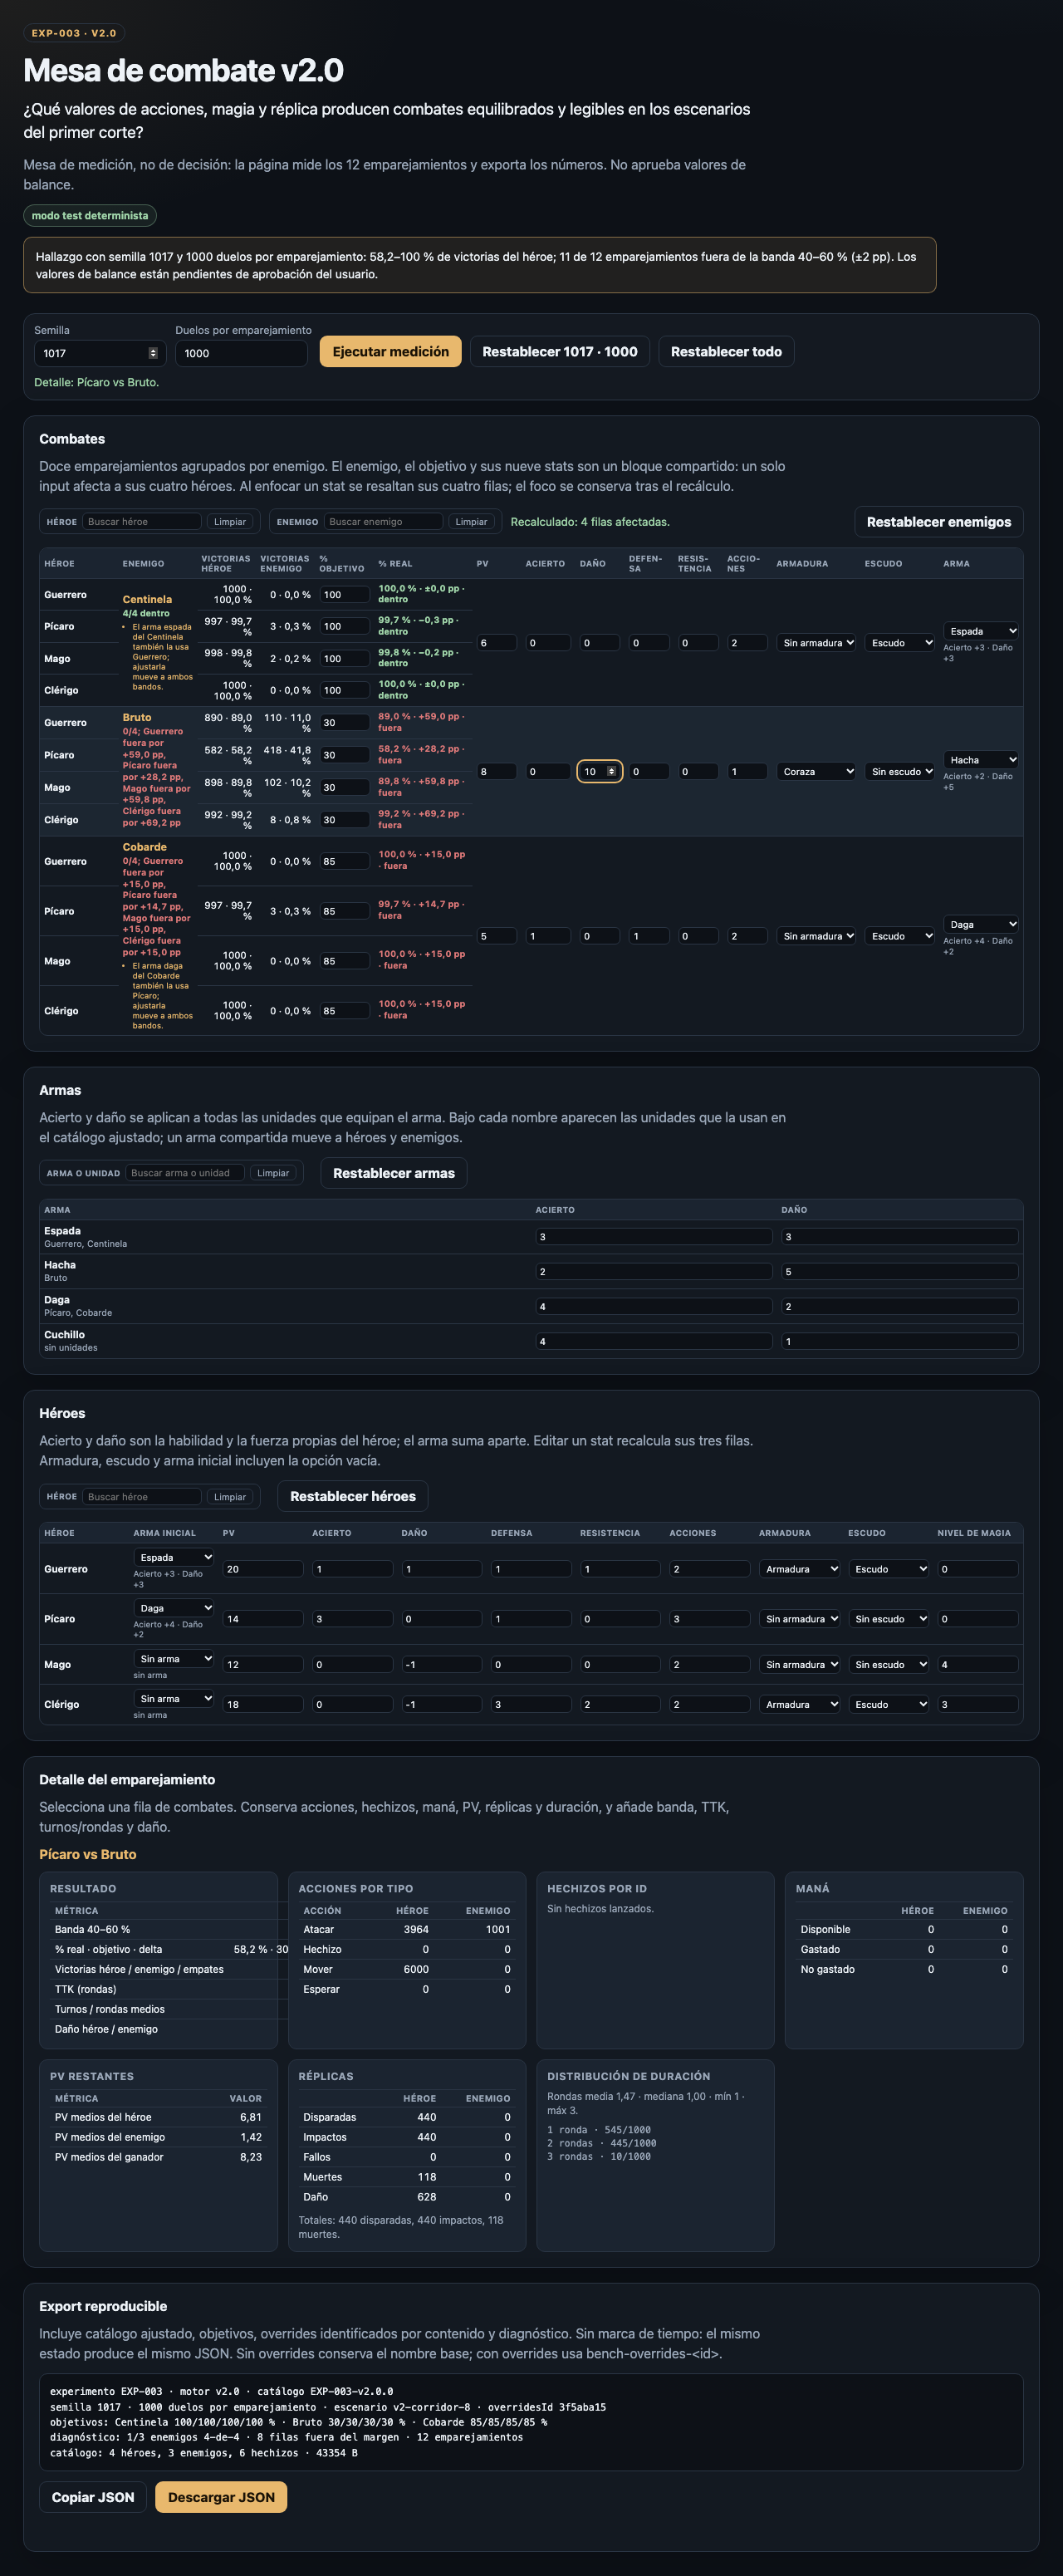 EXP-003 · V2.0
Mesa de combate v2.0
¿Qué valores de acciones, magia y réplica producen combates equilibrados y legibles en los escenarios
del primer corte?
Mesa de medición, no de decisión: la página mide los 12 emparejamientos y exporta los números. No aprueba valores de
balance.
modo test determinista
Hallazgo con semilla 1017 y 1000 duelos por emparejamiento: 58,2–100 % de victorias del héroe; 11 de 12 emparejamientos fuera de la banda 40–60 % (±2 pp). Los
valores de balance están pendientes de aprobación del usuario.
Semilla Duelos por emparejamiento
1017 1000 Ejecutar medición Restablecer 1017 · 1000 Restablecer todo
Detalle: Pícaro vs Bruto.
Combates
Doce emparejamientos agrupados por enemigo. El enemigo, el objetivo y sus nueve stats son un bloque compartido: un solo
input afecta a sus cuatro héroes. Al enfocar un stat se resaltan sus cuatro filas; el foco se conserva tras el recálculo.
HÉROE Buscar héroe Limpiar ENEMIGO Buscar enemigo Limpiar Recalculado: 4 filas afectadas. Restablecer enemigos
HÉROE ENEMIGO VICTORIAS HÉROE VICTORIAS ENEMIGO % OBJETIVO % REAL PV ACIERTO DAÑO DEFEN-SA RESIS-TENCIA ACCIO-NES ARMADURA ESCUDO ARMA
Centinela
4/4 dentro
• El arma espada
del Centinela
también la usa
Guerrero;
ajustarla
mueve a ambos
bandos.
Guerrero 1000 · 100,0 % 0 · 0,0 % 100 100,0 % · ±0,0 pp · dentro
Pícaro 997 · 99,7 % 3 · 0,3 % 100 99,7 % · −0,3 pp · dentro
Mago 998 · 99,8 % 2 · 0,2 % 100 99,8 % · −0,2 pp · dentro
Clérigo 1000 · 100,0 % 0 · 0,0 % 100 100,0 % · ±0,0 pp · dentro
6 0 0 0 0 2 Sin armadura Escudo Espada
Acierto +3 · Daño
+3
Bruto
0/4; Guerrero
fuera por
+59,0 pp,
Pícaro fuera
por +28,2 pp,
Mago fuera por
+59,8 pp,
Clérigo fuera
por +69,2 pp
Guerrero 890 · 89,0 % 110 · 11,0 % 30 89,0 % · +59,0 pp · fuera
Pícaro 582 · 58,2 % 418 · 41,8 % 30 58,2 % · +28,2 pp · fuera
Mago 898 · 89,8 % 102 · 10,2 % 30 89,8 % · +59,8 pp · fuera
Clérigo 992 · 99,2 % 8 · 0,8 % 30 99,2 % · +69,2 pp · fuera
8 0 10 0 0 1 Coraza Sin escudo Hacha
Acierto +2 · Daño
+5
Cobarde
0/4; Guerrero
fuera por
+15,0 pp,
Pícaro fuera
por +14,7 pp,
Mago fuera por
+15,0 pp,
Clérigo fuera
por +15,0 pp
• El arma daga
del Cobarde
también la usa
Pícaro;
ajustarla
mueve a ambos
bandos.
Guerrero 1000 · 100,0 % 0 · 0,0 % 85 100,0 % · +15,0 pp · fuera
Pícaro 997 · 99,7 % 3 · 0,3 % 85 99,7 % · +14,7 pp · fuera
Mago 1000 · 100,0 % 0 · 0,0 % 85 100,0 % · +15,0 pp · fuera
Clérigo 1000 · 100,0 % 0 · 0,0 % 85 100,0 % · +15,0 pp · fuera
5 1 0 1 0 2 Sin armadura Escudo Daga
Acierto +4 · Daño
+2
Armas
Acierto y daño se aplican a todas las unidades que equipan el arma. Bajo cada nombre aparecen las unidades que la usan en
el catálogo ajustado; un arma compartida mueve a héroes y enemigos.
ARMA O UNIDAD Buscar arma o unidad Limpiar Restablecer armas
ARMA ACIERTO DAÑO
Espada 3 3
Guerrero, Centinela
Hacha 2 5
Bruto
Daga 4 2
Pícaro, Cobarde
Cuchillo 4 1
sin unidades
Héroes
Acierto y daño son la habilidad y la fuerza propias del héroe; el arma suma aparte. Editar un stat recalcula sus tres filas.
Armadura, escudo y arma inicial incluyen la opción vacía.
HÉROE Buscar héroe Limpiar Restablecer héroes
HÉROE ARMA INICIAL PV ACIERTO DAÑO DEFENSA RESISTENCIA ACCIONES ARMADURA ESCUDO NIVEL DE MAGIA
Guerrero Espada 20 1 1 1 1 2 Armadura Escudo 0
Acierto +3 · Daño
+3
Pícaro Daga 14 3 0 1 0 3 Sin armadura Sin escudo 0
Acierto +4 · Daño
+2
Mago Sin arma 12 0 -1 0 0 2 Sin armadura Sin escudo 4
sin arma
Clérigo Sin arma 18 0 -1 3 2 2 Armadura Escudo 3
sin arma
Detalle del emparejamiento
Selecciona una fila de combates. Conserva acciones, hechizos, maná, PV, réplicas y duración, y añade banda, TTK,
turnos/rondas y daño.
Pícaro vs Bruto
RESULTADO
MÉTRICA
Banda 40–60 %
% real · objetivo · delta 58,2 % · 30
Victorias héroe / enemigo / empates
TTK (rondas)
Turnos / rondas medios
Daño héroe / enemigo
ACCIONES POR TIPO
ACCIÓN HÉROE ENEMIGO
Atacar 3964 1001
Hechizo 0 0
Mover 6000 0
Esperar 0 0
HECHIZOS POR ID
Sin hechizos lanzados.
MANÁ
HÉROE ENEMIGO
Disponible 0 0
Gastado 0 0
No gastado 0 0
PV RESTANTES
MÉTRICA VALOR
PV medios del héroe 6,81
PV medios del enemigo 1,42
PV medios del ganador 8,23
RÉPLICAS
HÉROE ENEMIGO
Disparadas 440 0
Impactos 440 0
Fallos 0 0
Muertes 118 0
Daño 628 0
Totales: 440 disparadas, 440 impactos, 118
muertes.
DISTRIBUCIÓN DE DURACIÓN
Rondas media 1,47 · mediana 1,00 · mín 1 ·
máx 3.
1 ronda · 545/1000
2 rondas · 445/1000
3 rondas · 10/1000
Export reproducible
Incluye catálogo ajustado, objetivos, overrides identificados por contenido y diagnóstico. Sin marca de tiempo: el mismo
estado produce el mismo JSON. Sin overrides conserva el nombre base; con overrides usa bench-overrides-<id>.
experimento EXP-003 · motor v2.0 · catálogo EXP-003-v2.0.0
semilla 1017 · 1000 duelos por emparejamiento · escenario v2-corridor-8 · overridesId 3f5aba15
objetivos: Centinela 100/100/100/100 % · Bruto 30/30/30/30 % · Cobarde 85/85/85/85 %
diagnóstico: 1/3 enemigos 4-de-4 · 8 filas fuera del margen · 12 emparejamientos
catálogo: 4 héroes, 3 enemigos, 6 hechizos · 43354 B
Copiar JSON Descargar JSON